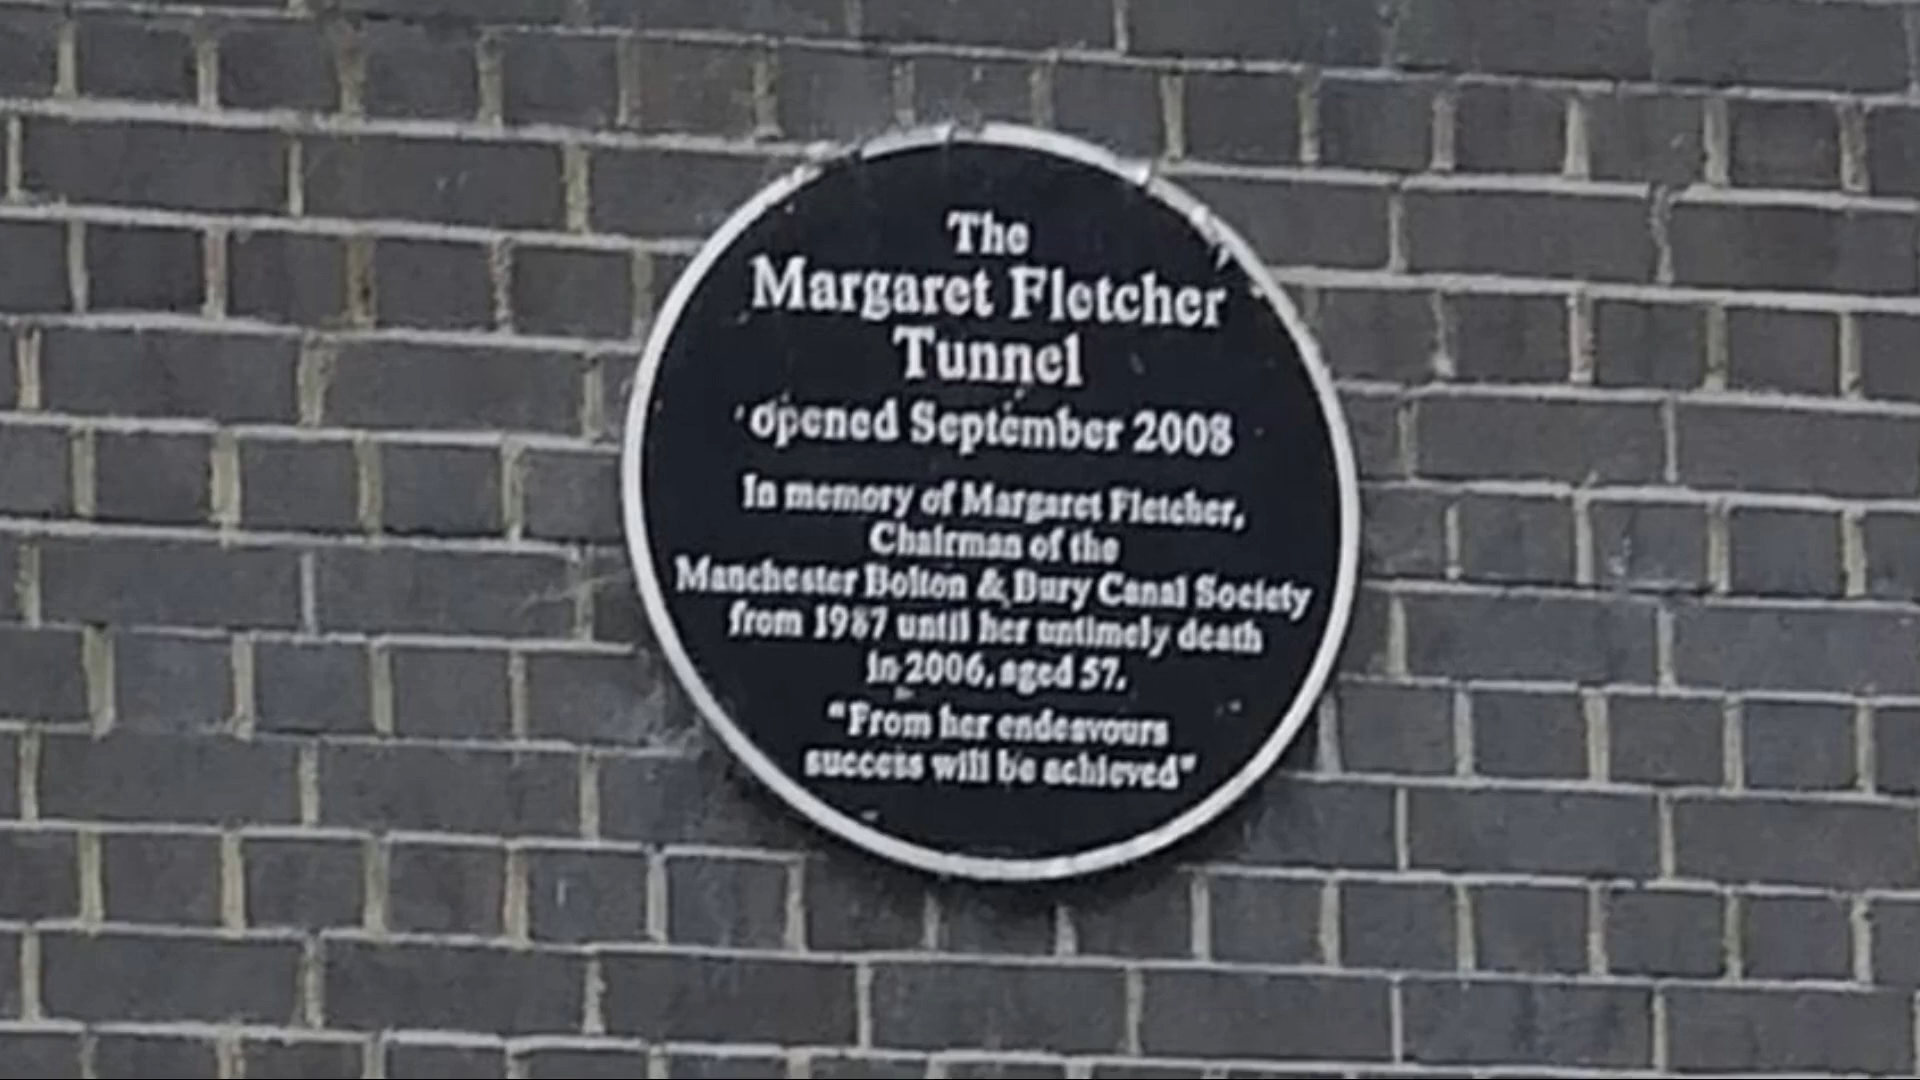 The
Margaret Fletcher
Tunnel
opened September 2008
In memory of Margaret Fletcher,
Chairman of the
Manchester Bolton & Bury Canal Society
from 1987 until her untimely death
in 2006, aged 57.
"From her endeavours
success will be achieved"